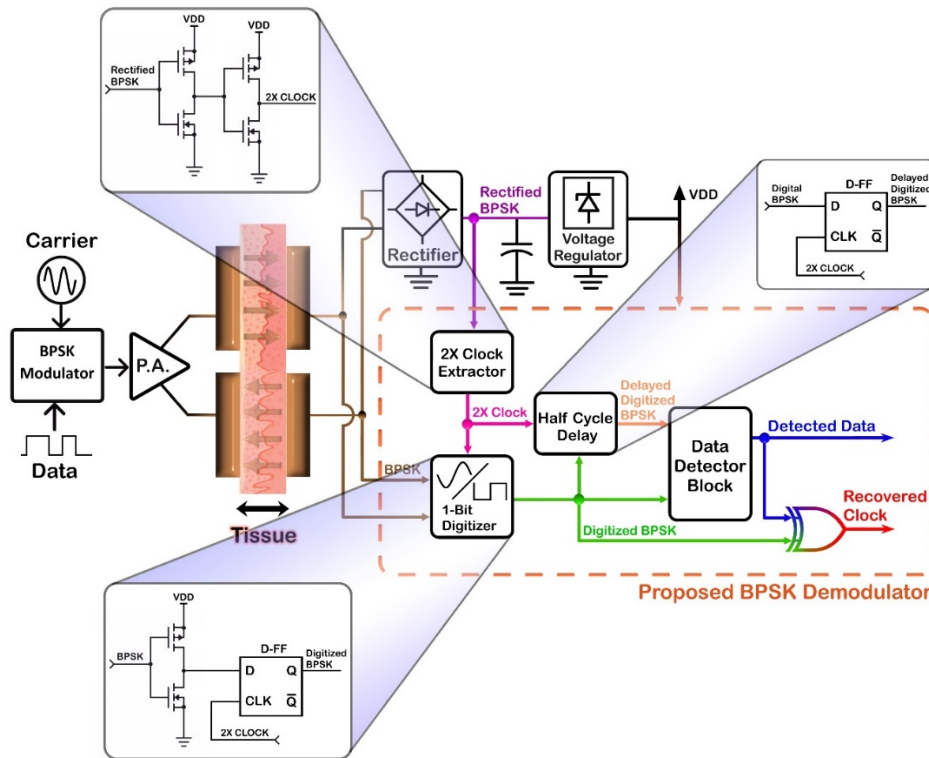 VDD
VDD
Rectified
BPSK
2X CLOCK
Carrier
BPSK
Modulator
Data
P.A.
Tissue
Rectifier
Rectified
BPSK
Voltage
Regulator
VDD
D-FF
Digital
BPSK
Delayed
Digitized
BPSK
D
Q
CLK
Q̅
2X CLOCK
2X Clock
Extractor
2X Clock
Half Cycle
Delay
Delayed
Digitized
BPSK
Data
Detector
Block
Detected Data
BPSK
1-Bit
Digitizer
Digitized BPSK
Recovered
Clock
Proposed BPSK Demodulator
VDD
BPSK
D-FF
Digitized
BPSK
D
Q
CLK
Q̅
2X CLOCK